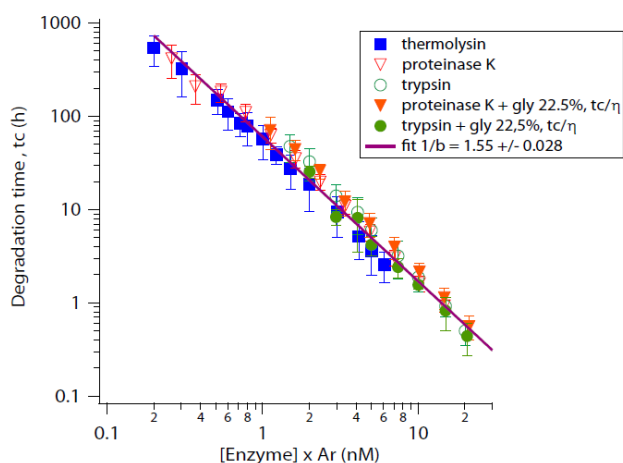 1000
100
10
1
0.1
Degradation time , tc (h)
thermolysin
proteinase K
trypsin
proteinase K + gly 22.5%, tc/η
trypsin + gly 22,5%, tc/η
fit 1/b = 1.55 +/- 0.028
2 4 6 8 2 4 6 8 2
0.1 1 10
[Enzyme] x Ar (nM)